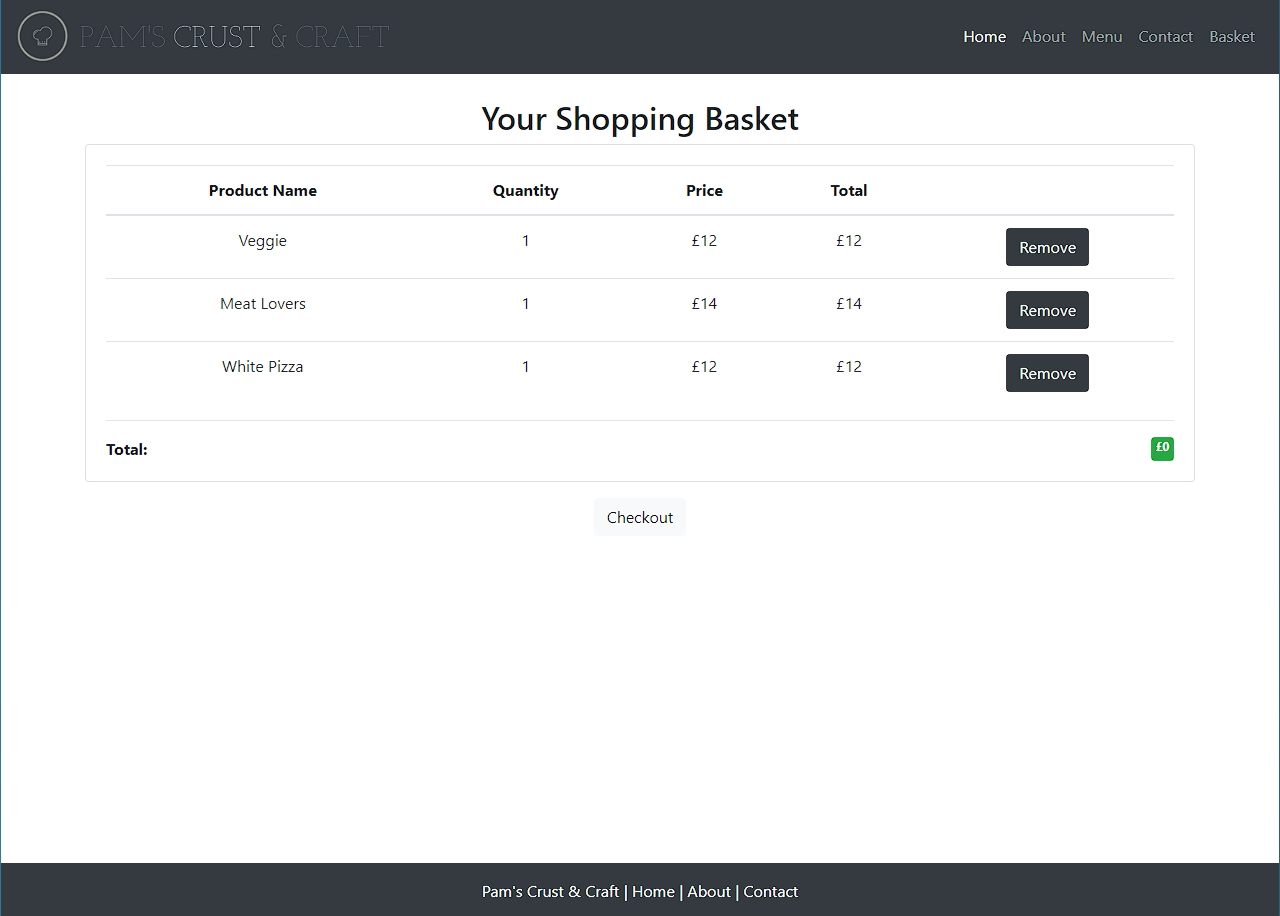 PAM'S CRUST & CRAFT
Home About Menu Contact Basket
Your Shopping Basket
Product Name Quantity Price Total
Veggie 1 £12 £12 Remove
Meat Lovers 1 £14 £14 Remove
White Pizza 1 £12 £12 Remove
Total: £0
Checkout
Pam's Crust & Craft | Home | About | Contact